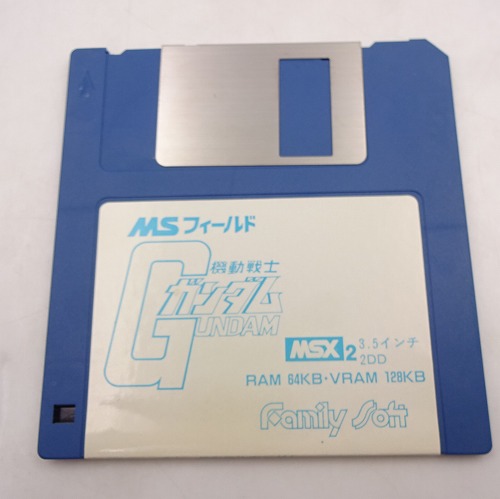 MSフィールド
機動戦士
ガンダム
GUNDAM
MSX2 3.5インチ
2DD
RAM 64KB・VRAM 128KB
Family Soft